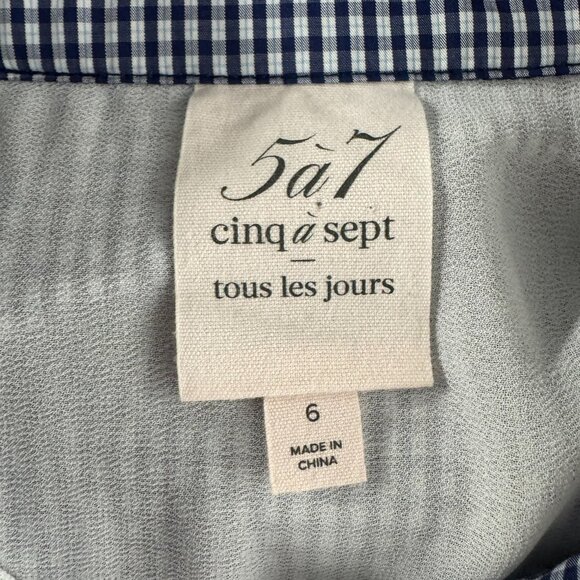 5à7
cinq à sept
tous les jours
6
MADE IN
CHINA